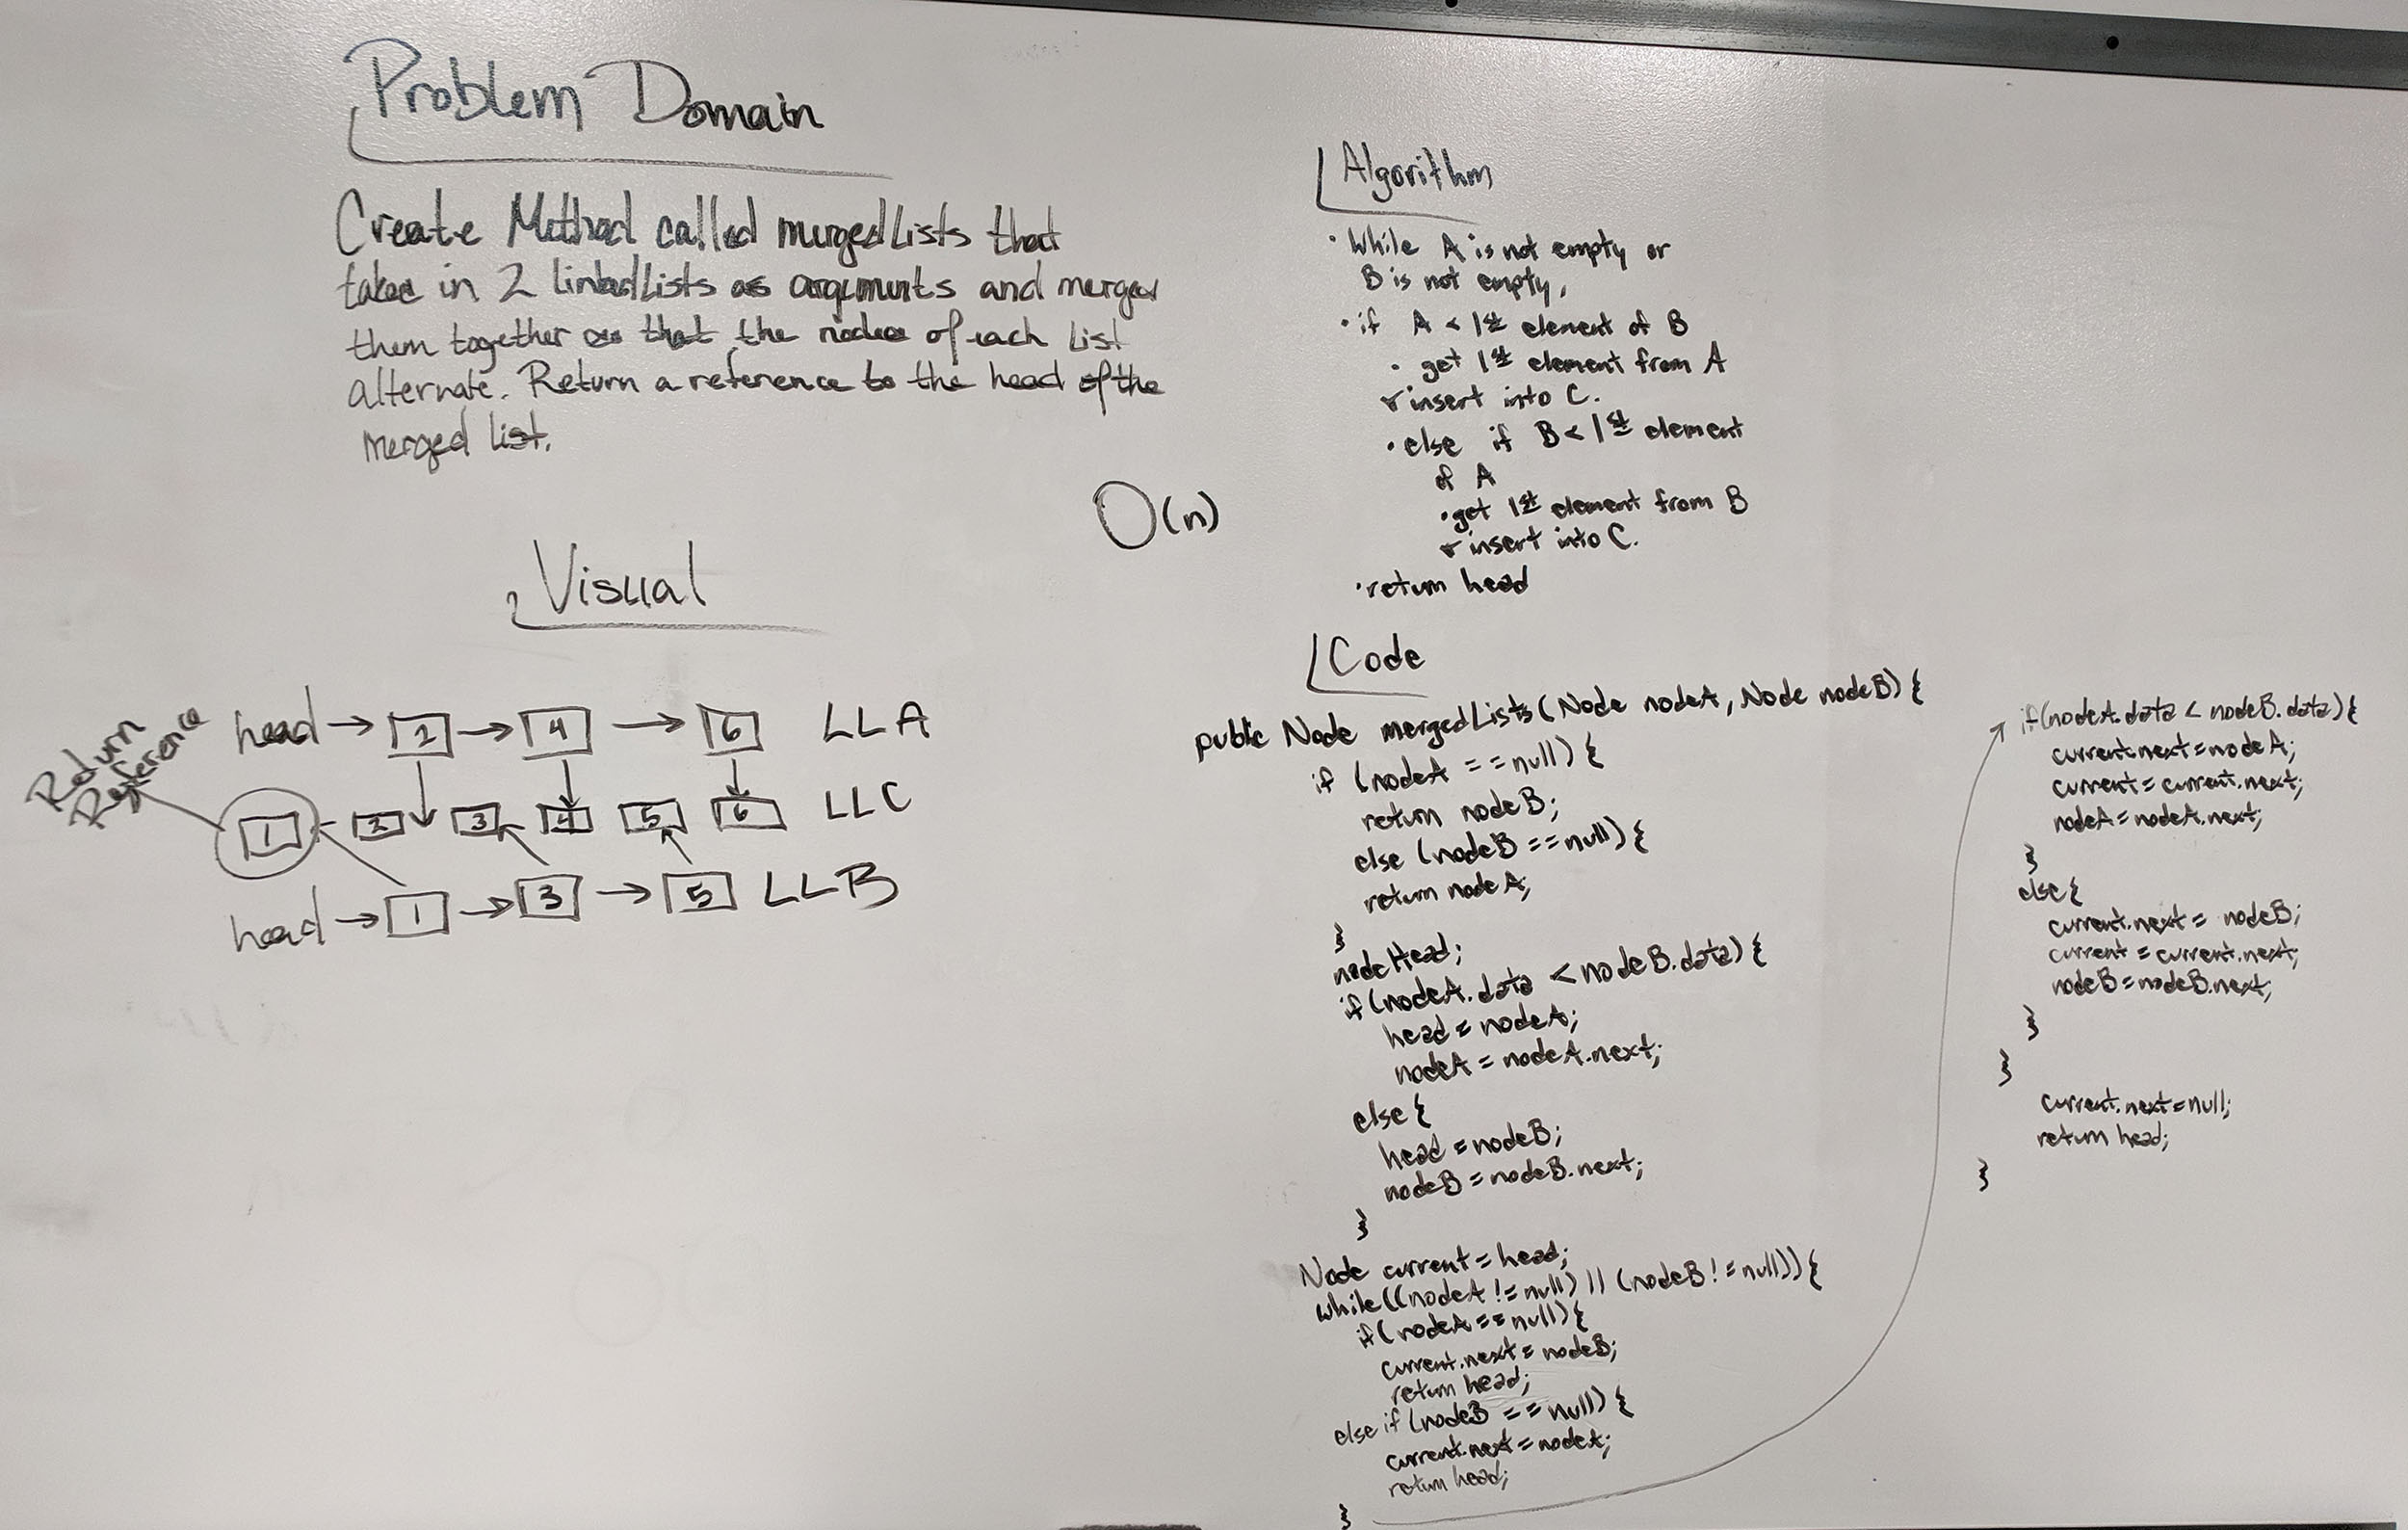 Problem Domain
Create Method called mergedLists that
takes in 2 linkedLists as arguments and merges
them together so that the nodes of each List
alternate. Return a reference to the head of the
merged list.
O(n)
Visual
Return
Reference
head → 2 → 4 → 6 LLA
1 2 3 4 5 6 LLC
head → 1 → 3 → 5 LLB
Algorithm
· While A is not empty or
B is not empty,
· if A < 1st element of B
· get 1st element from A
insert into C.
· else if B < 1st element
of A
· get 1st element from B
insert into C.
· return head
Code
public Node mergedLists (Node nodeA, Node nodeB) {
if (nodeA == null) {
return nodeB;
else (nodeB == null) {
return nodeA;
}
node Head;
if (nodeA.data < nodeB.data) {
head = nodeA;
nodeA = nodeA.next;
else {
head = nodeB;
nodeB = nodeB.next;
}
Node current = head;
while ((nodeA != null) || (nodeB != null)) {
if (nodeA == null) {
current.next = nodeB;
return head;
else if (nodeB == null) {
current.next = nodeA;
return head;
}
if (nodeA.data < nodeB.data) {
current.next = nodeA;
current = current.next;
nodeA = nodeA.next;
}
else {
current.next = nodeB;
current = current.next;
nodeB = nodeB.next;
}
}
current.next = null;
return head;
}